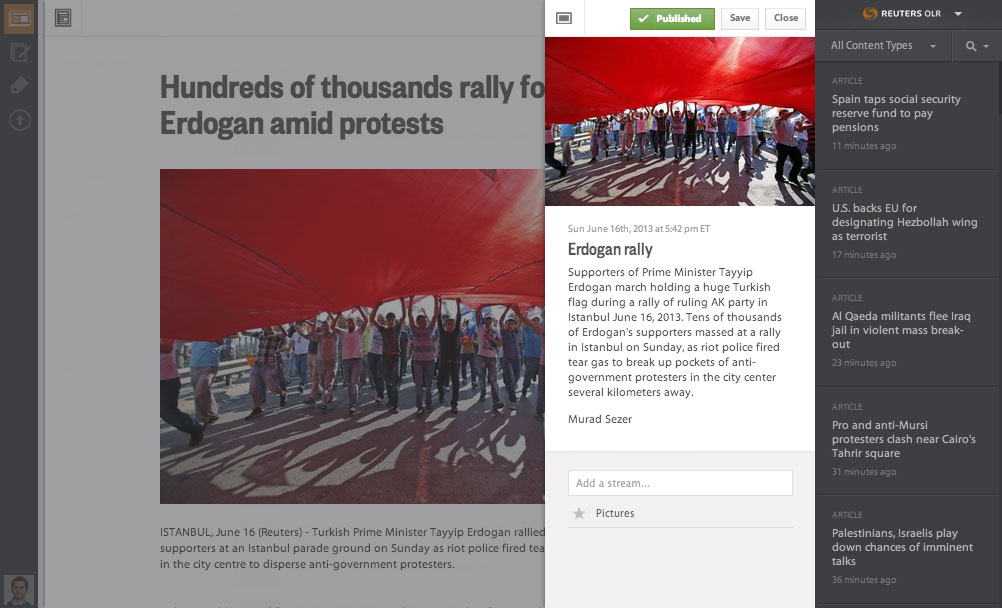 Hundreds of thousands rally fo
Erdogan amid protests
ISTANBUL, June 16 (Reuters) - Turkish Prime Minister Tayyip Erdogan rallied
supporters at an Istanbul parade ground on Sunday as riot police fired tea
in the city centre to disperse anti-government protesters.
Published
Save
Close
Sun June 16th, 2013 at 5:42 pm ET
Erdogan rally
Supporters of Prime Minister Tayyip
Erdogan march holding a huge Turkish
flag during a rally of ruling AK party in
Istanbul June 16, 2013. Tens of thousands
of Erdogan's supporters massed at a rally
in Istanbul on Sunday, as riot police fired
tear gas to break up pockets of anti-
government protesters in the city center
several kilometers away.
Murad Sezer
Add a stream...
Pictures
REUTERS OLR
All Content Types
ARTICLE
Spain taps social security
reserve fund to pay
pensions
11 minutes ago
ARTICLE
U.S. backs EU for
designating Hezbollah wing
as terrorist
17 minutes ago
ARTICLE
Al Qaeda militants flee Iraq
jail in violent mass break-
out
23 minutes ago
ARTICLE
Pro and anti-Mursi
protesters clash near Cairo's
Tahrir square
31 minutes ago
ARTICLE
Palestinians, Israelis play
down chances of imminent
talks
36 minutes ago